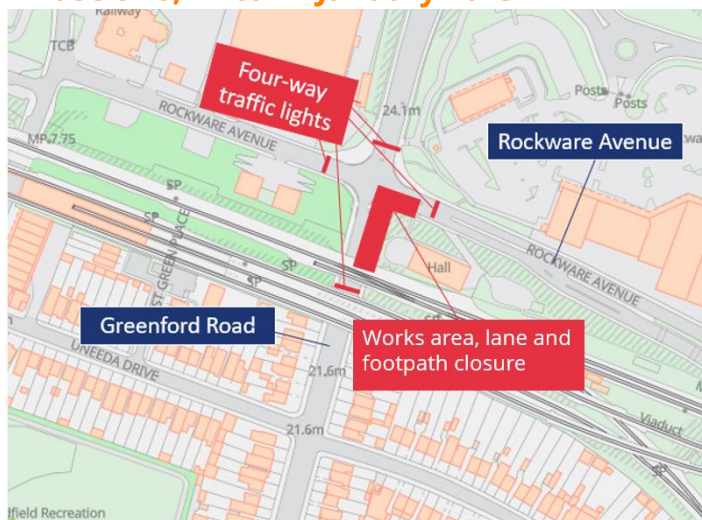 Railway
TCB
Four-way
traffic lights
24.1m
Posts
Posts
ROCKWARE AVENUE
Rockware Avenue
MP 7.75
SP
SP
SP
SP
Hall
ROCKWARE AVENUE
Greenford Road
Works area, lane and
footpath closure
UNEEDA DRIVE
21.6m
21.6m
Viaduct
SP
field Recreation